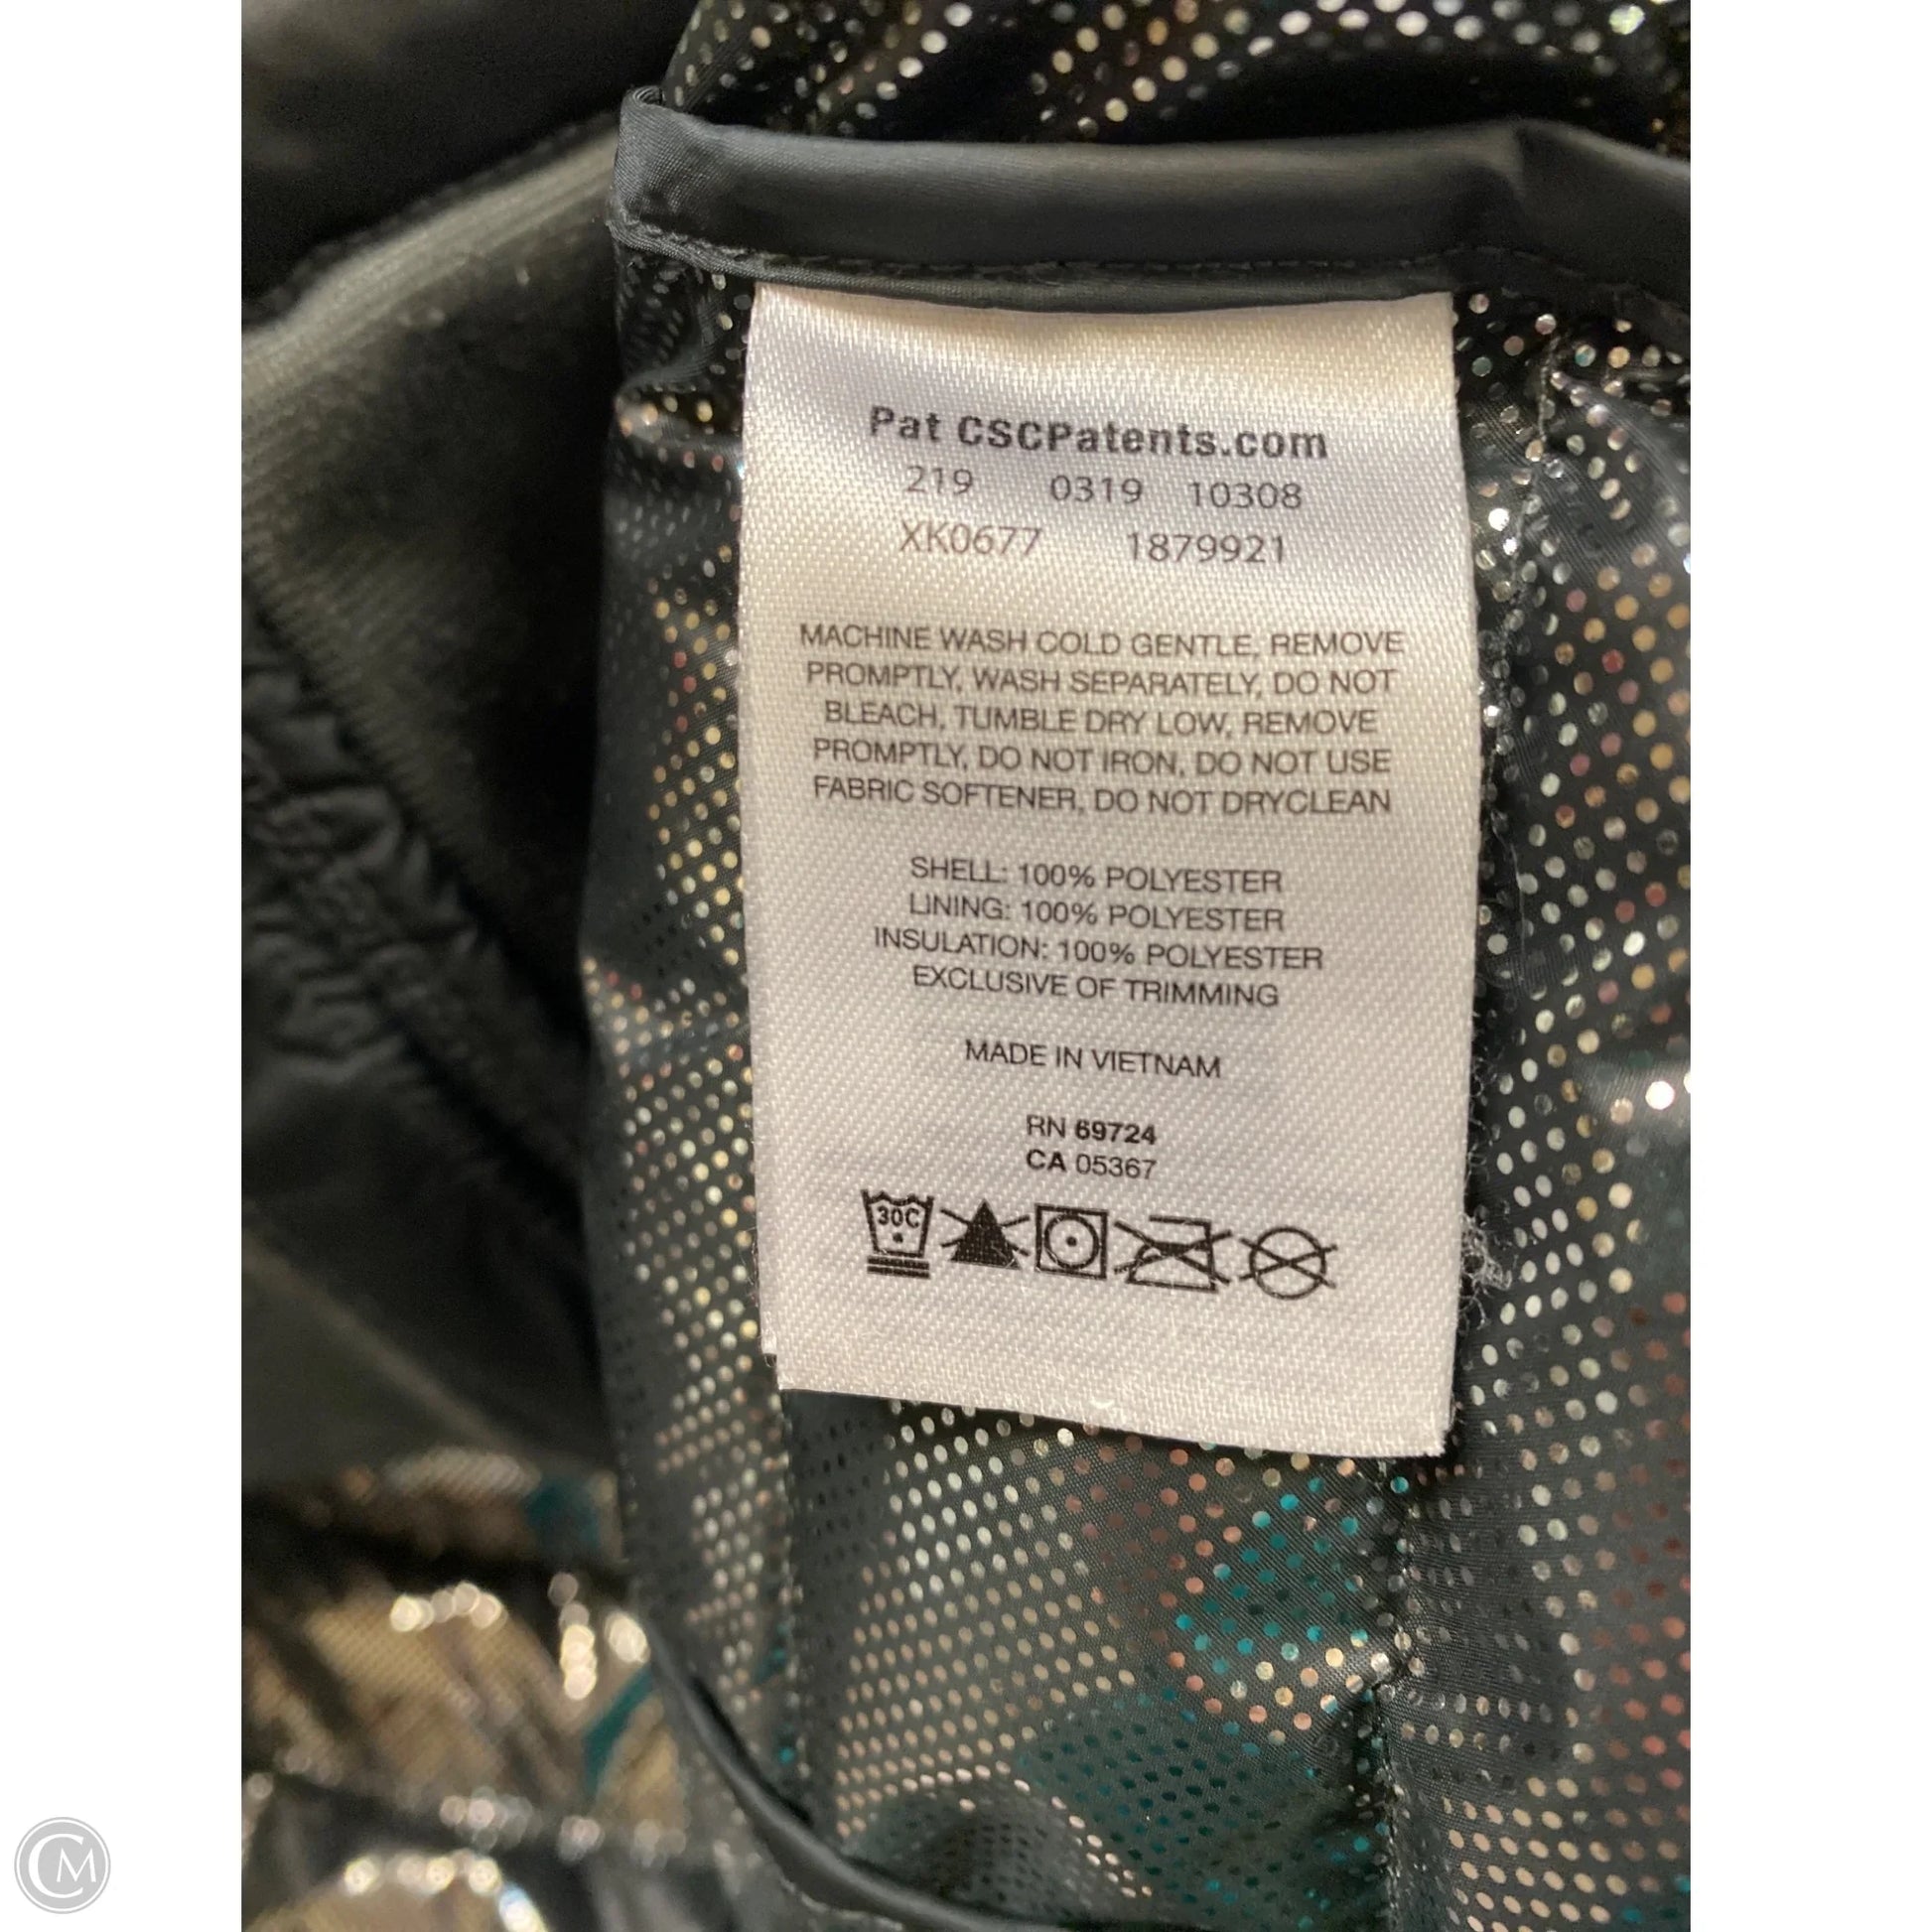 Pat CSCPatents.com
219 0319 10308
XK0677 1879921
MACHINE WASH COLD GENTLE, REMOVE
PROMPTLY, WASH SEPARATELY, DO NOT
BLEACH, TUMBLE DRY LOW, REMOVE
PROMPTLY, DO NOT IRON, DO NOT USE
FABRIC SOFTENER, DO NOT DRYCLEAN
SHELL: 100% POLYESTER
LINING: 100% POLYESTER
INSULATION: 100% POLYESTER
EXCLUSIVE OF TRIMMING
MADE IN VIETNAM
RN 69724
CA 05367
30C
CM